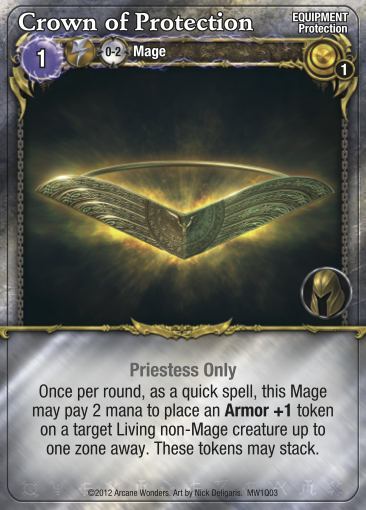 Crown of Protection
EQUIPMENT
Protection
1
0-2
Mage
1
Priestess Only
Once per round, as a quick spell, this Mage
may pay 2 mana to place an Armor +1 token
on a target Living non-Mage creature up to
one zone away. These tokens may stack.
©2012 Arcane Wonders. Art by Nick Deligaris. MW1Q03